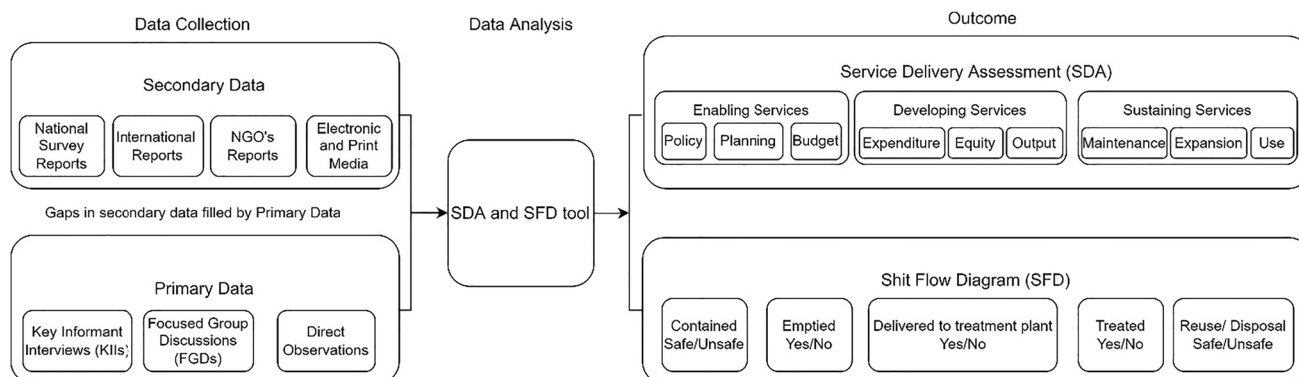 Data Collection
Data Analysis
Outcome
Secondary Data
National
Survey
Reports
International
Reports
NGO's
Reports
Electronic
and Print
Media
Gaps in secondary data filled by Primary Data
Primary Data
Key Informant
Interviews (KIIs)
Focused Group
Discussions
(FGDs)
Direct
Observations
SDA and SFD tool
Service Delivery Assessment (SDA)
Enabling Services
Policy
Planning
Budget
Developing Services
Expenditure
Equity
Output
Sustaining Services
Maintenance
Expansion
Use
Shit Flow Diagram (SFD)
Contained
Safe/Unsafe
Emptied
Yes/No
Delivered to treatment plant
Yes/No
Treated
Yes/No
Reuse/ Disposal
Safe/Unsafe